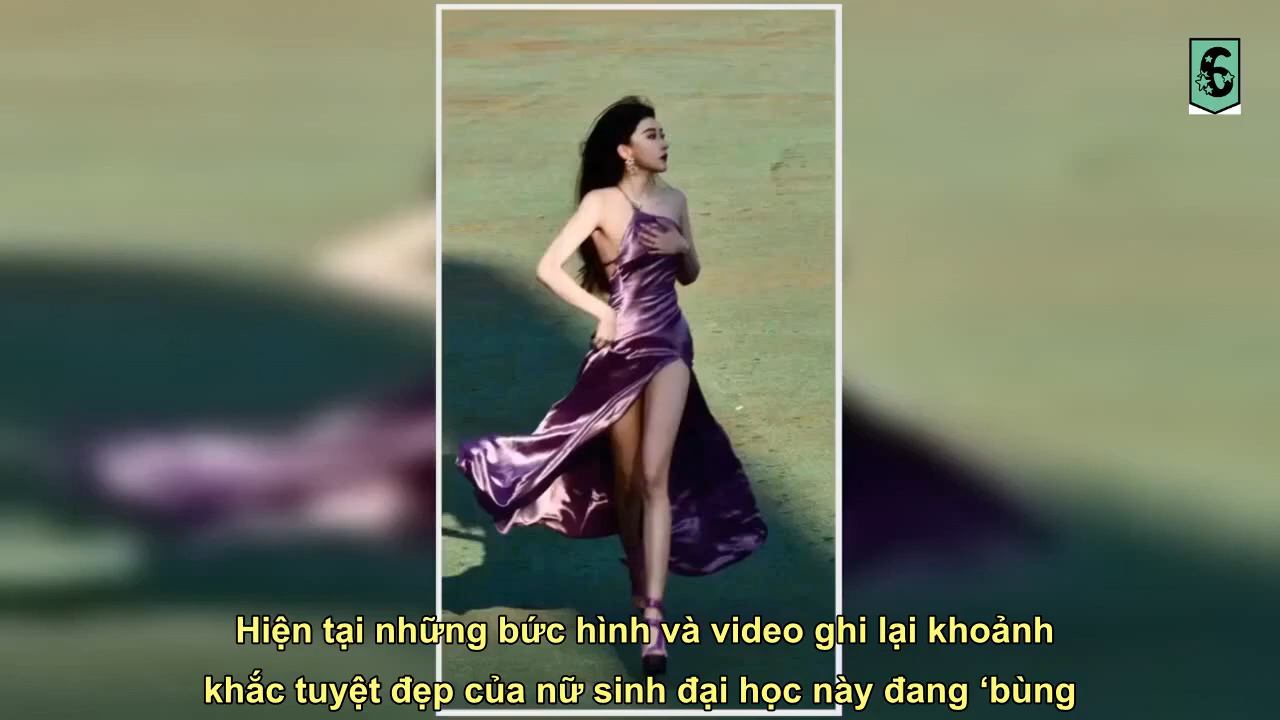 6
Hiện tại những bức hình và video ghi lại khoảnh
khắc tuyệt đẹp của nữ sinh đại học này đang ‘bùng